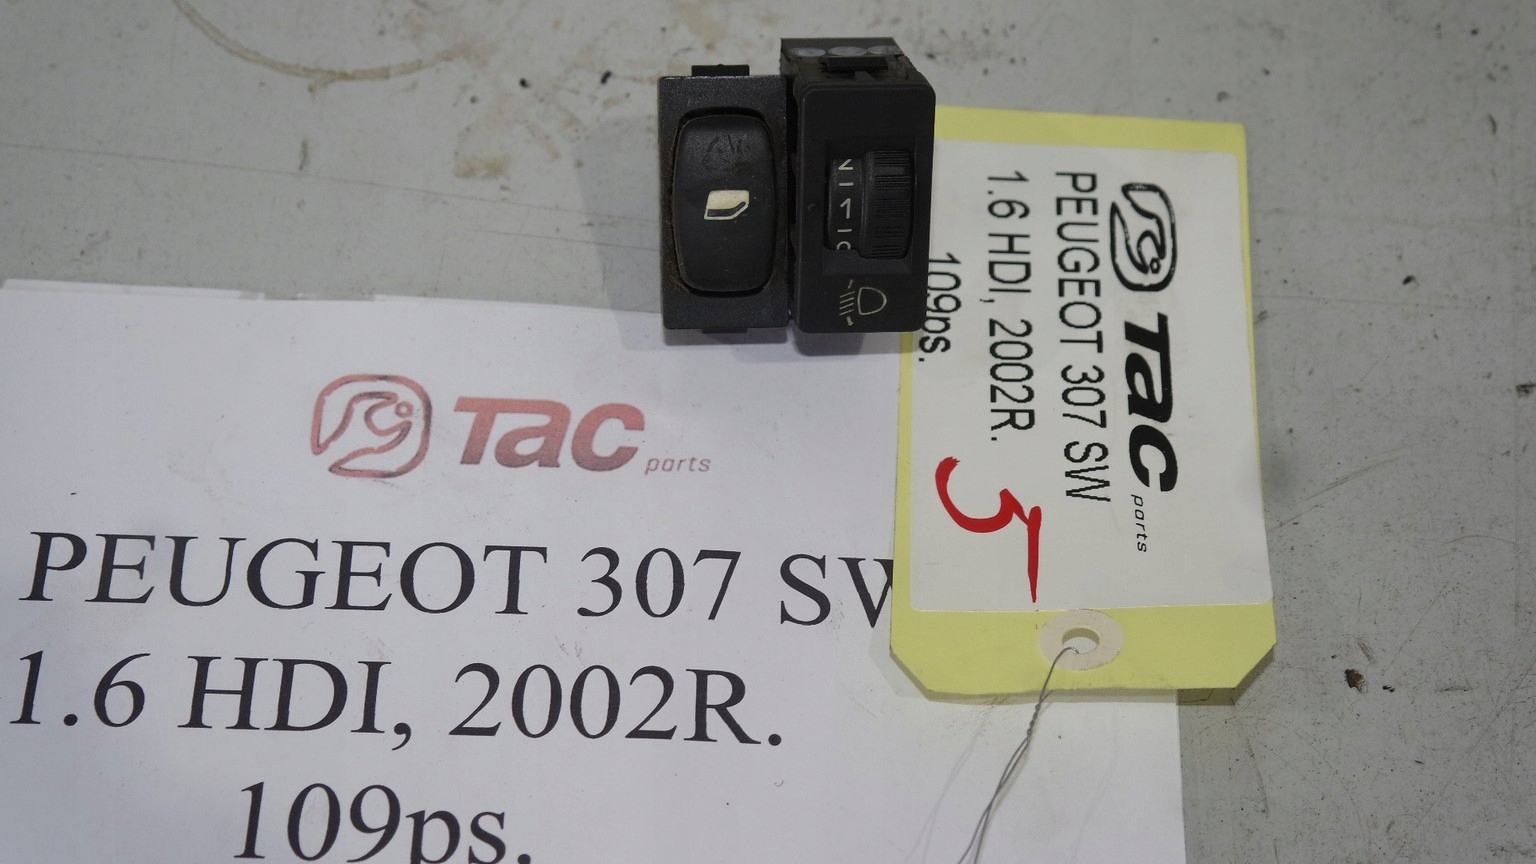 TAC parts
PEUGEOT 307 SW
1.6 HDI, 2002R.
109ps.
TAC parts
PEUGEOT 307 SW
1.6 HDI, 2002R.
109ps.
5